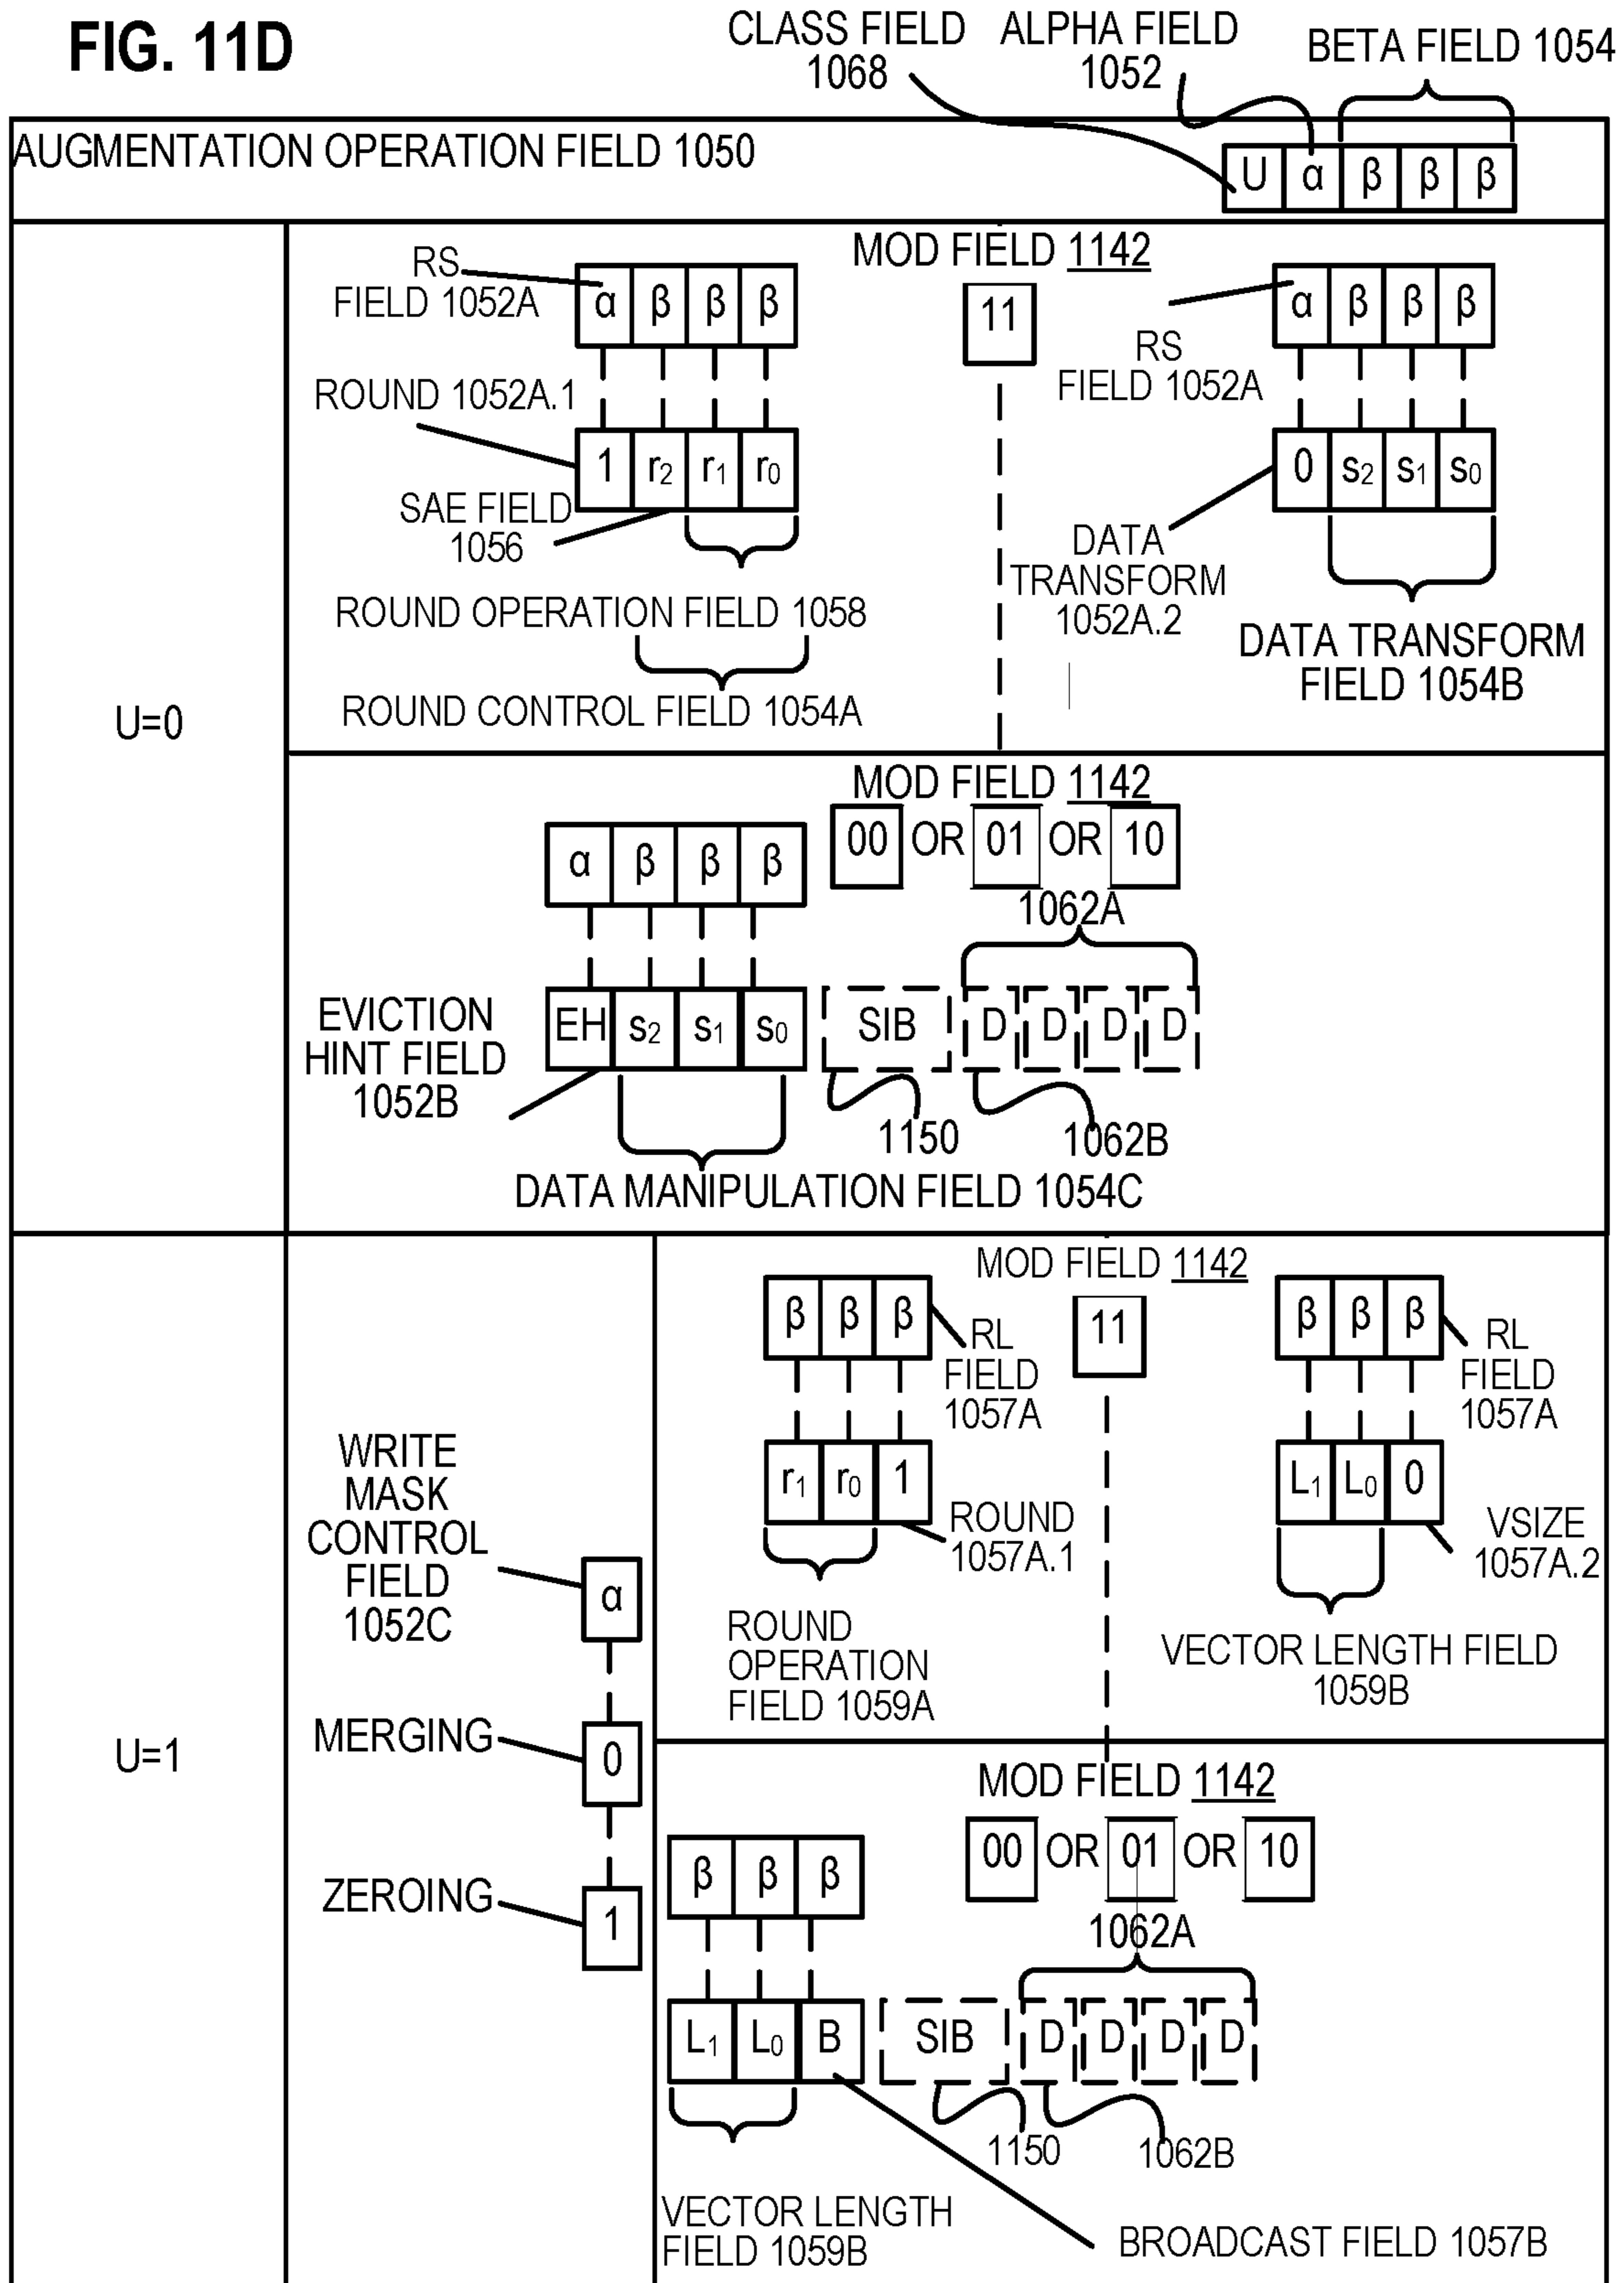 FIG. 11D
CLASS FIELD
1068
ALPHA FIELD
1052
BETA FIELD 1054
AUGMENTATION OPERATION FIELD 1050
U α β β β
U=0
MOD FIELD 1142
11
RS
FIELD 1052A
α β β β
ROUND 1052A.1
1 r2 r1 r0
SAE FIELD
1056
ROUND OPERATION FIELD 1058
ROUND CONTROL FIELD 1054A
α β β β
RS
FIELD 1052A
0 s2 s1 s0
DATA
TRANSFORM
1052A.2
DATA TRANSFORM
FIELD 1054B
MOD FIELD 1142
00 OR 01 OR 10
α β β β
1062A
EVICTION
HINT FIELD
1052B
EH s2 s1 s0 SIB D D D D
1150
1062B
DATA MANIPULATION FIELD 1054C
U=1
WRITE
MASK
CONTROL
FIELD
1052C
α
MERGING
0
ZEROING
1
MOD FIELD 1142
11
β β β
RL
FIELD
1057A
r1 r0 1
ROUND
1057A.1
ROUND
OPERATION
FIELD 1059A
β β β
RL
FIELD
1057A
L1 L0 0
VSIZE
1057A.2
VECTOR LENGTH FIELD
1059B
MOD FIELD 1142
00 OR 01 OR 10
β β β
1062A
L1 L0 B SIB D D D D
1150
1062B
VECTOR LENGTH
FIELD 1059B
BROADCAST FIELD 1057B